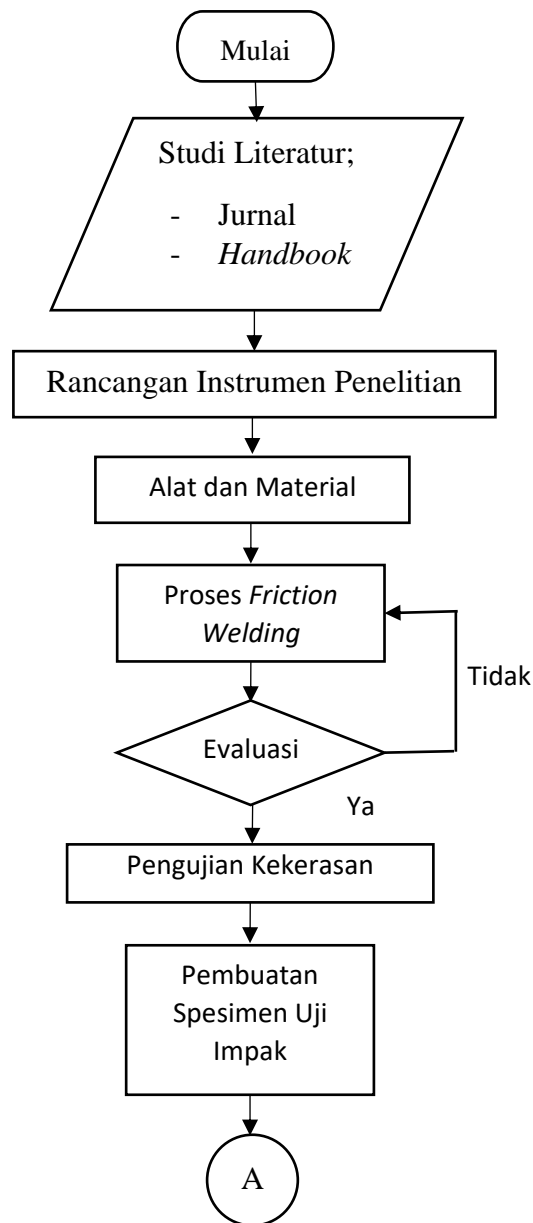 Mulai
Studi Literatur;
- Jurnal
- Handbook
Rancangan Instrumen Penelitian
Alat dan Material
Proses Friction
Welding
Tidak
Evaluasi
Ya
Pengujian Kekerasan
Pembuatan
Spesimen Uji
Impak
A